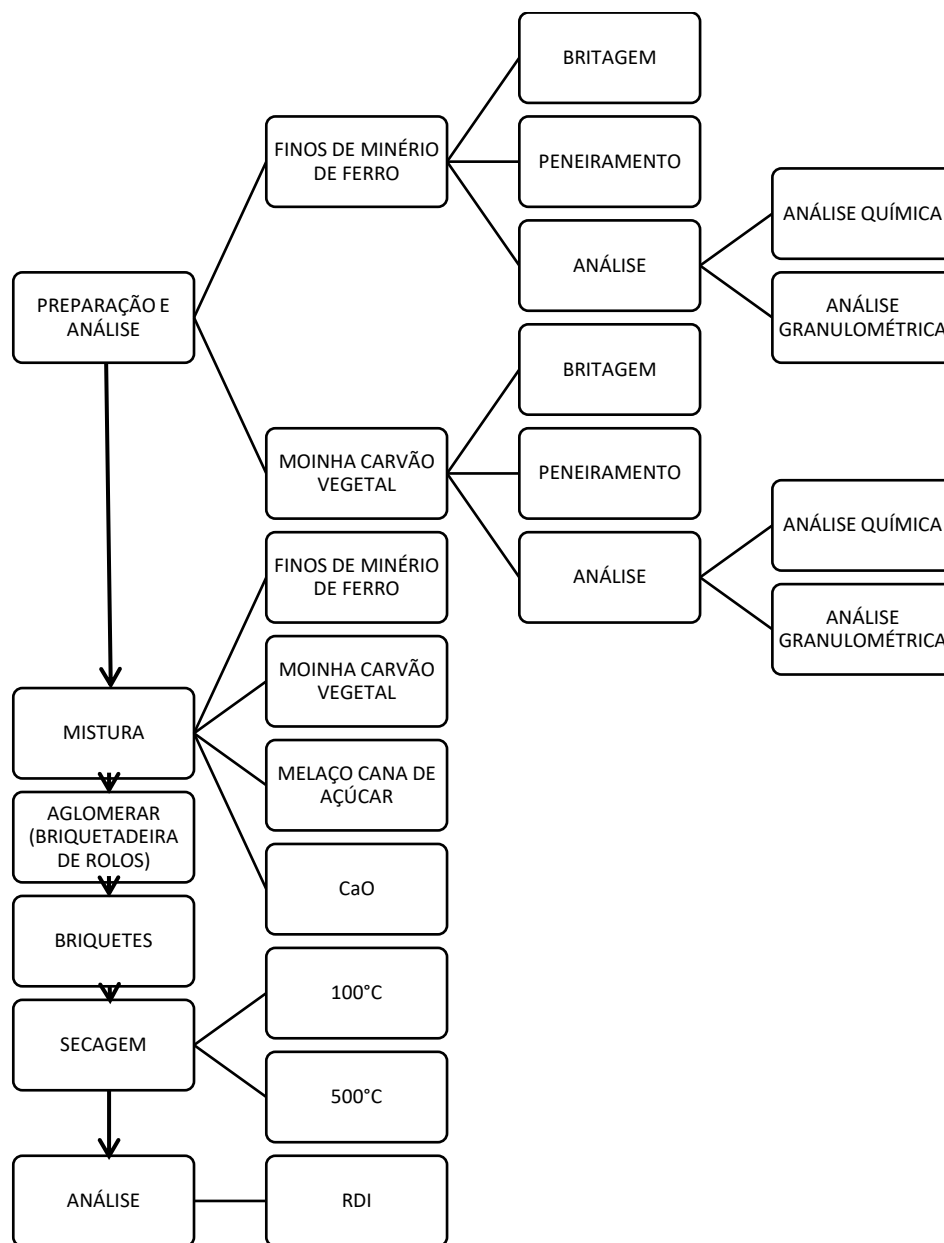 BRITAGEM
FINOS DE MINÉRIO
DE FERRO
PENEIRAMENTO
ANÁLISE QUÍMICA
ANÁLISE
PREPARAÇÃO E
ANÁLISE
ANÁLISE
GRANULOMÉTRICA
BRITAGEM
MOINHA CARVÃO
VEGETAL
PENEIRAMENTO
ANÁLISE QUÍMICA
FINOS DE MINÉRIO
DE FERRO
ANÁLISE
ANÁLISE
GRANULOMÉTRICA
MOINHA CARVÃO
VEGETAL
MISTURA
MELAÇO CANA DE
AÇÚCAR
AGLOMERAR
(BRIQUETADEIRA
DE ROLOS)
CaO
BRIQUETES
100°C
SECAGEM
500°C
ANÁLISE
RDI